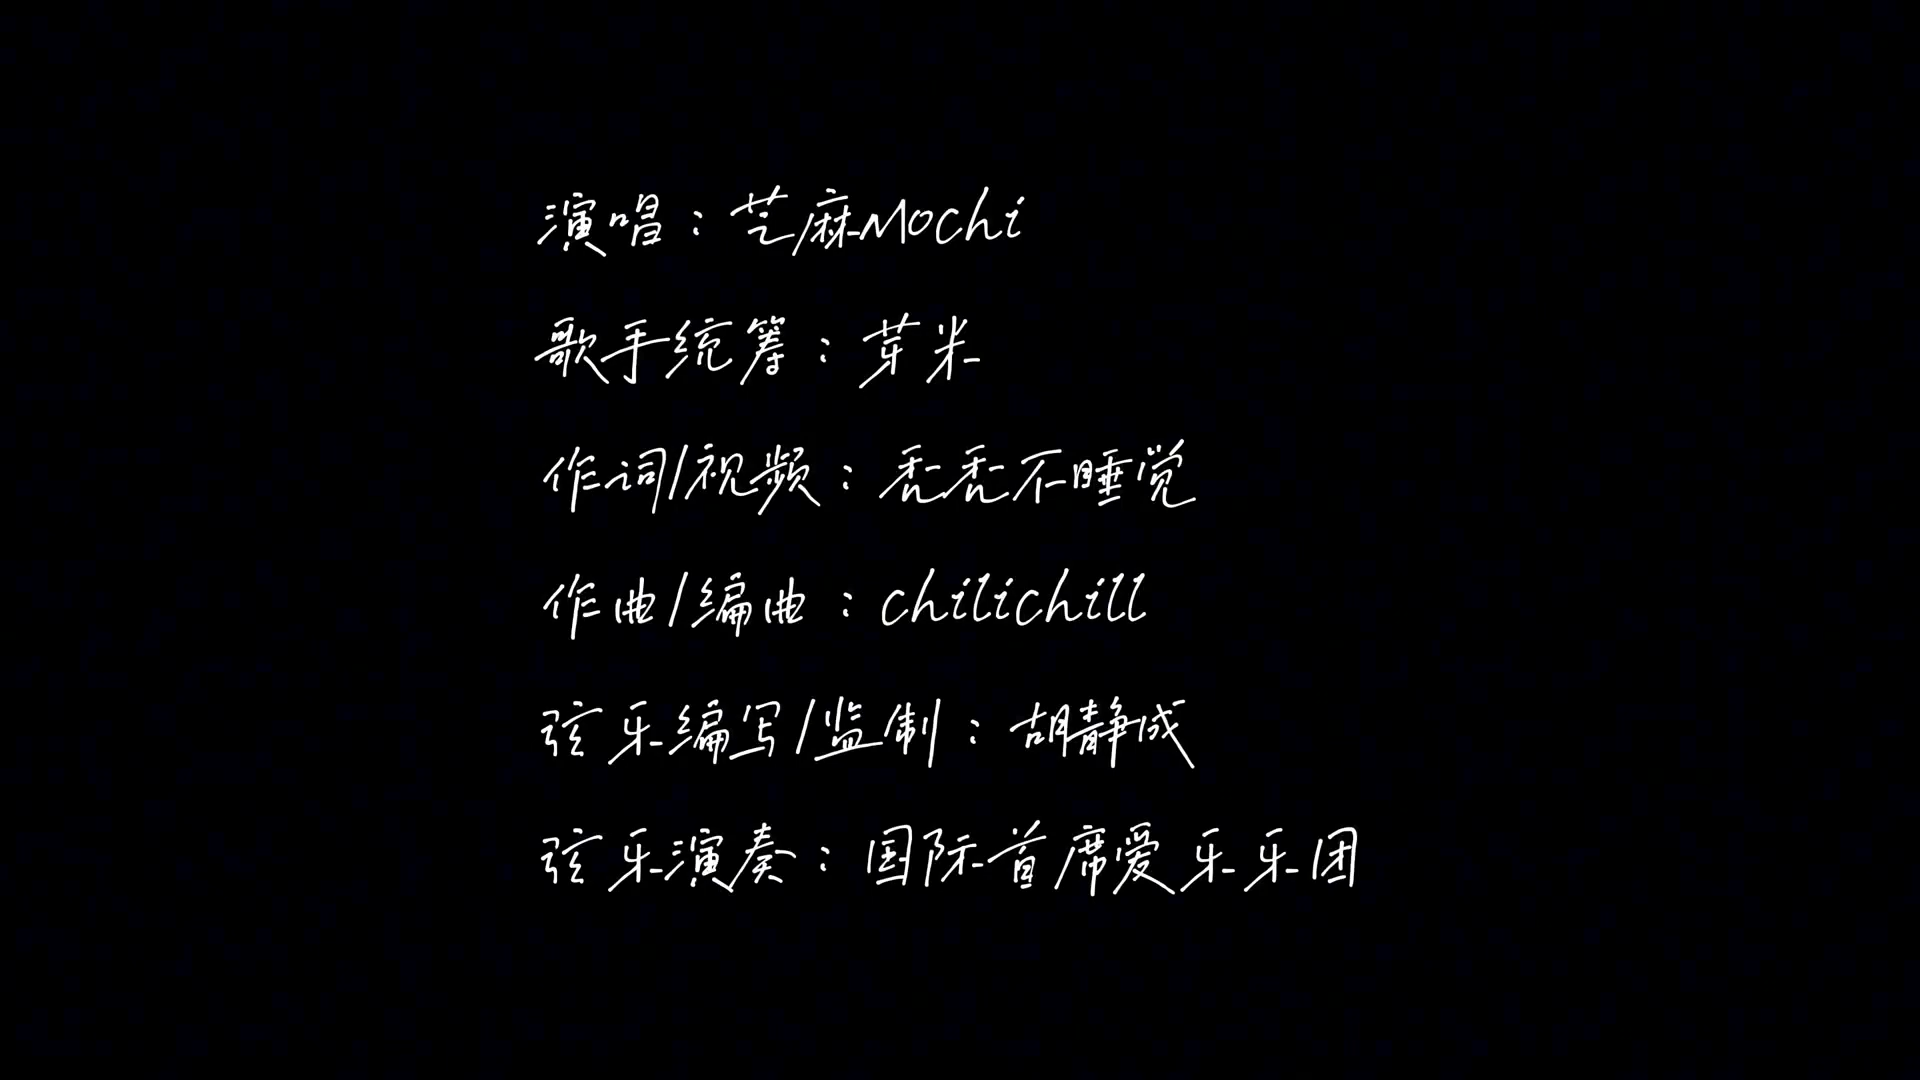 演唱：芝麻Mochi
歌手统筹：芽米
作词/视频：秃秃不睡觉
作曲/编曲：chilichill
弦乐编写/监制：胡静成
弦乐演奏：国际首席爱乐乐团